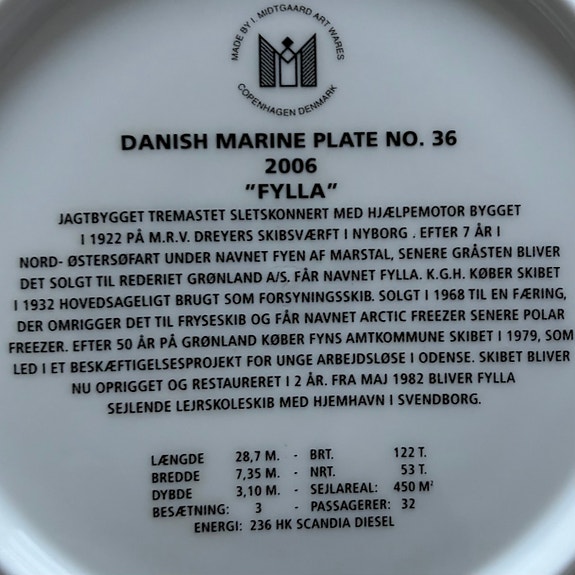 MADE BY I. MIDTGAARD ART WARES
COPENHAGEN DENMARK
DANISH MARINE PLATE NO. 36
2006
"FYLLA"
JAGTBYGGET TREMASTET SLETSKONNERT MED HJÆLPEMOTOR BYGGET
I 1922 PÅ M.R.V. DREYERS SKIBSVÆRFT I NYBORG . EFTER 7 ÅR I
NORD- ØSTERSØFART UNDER NAVNET FYEN AF MARSTAL, SENERE GRÅSTEN BLIVER
DET SOLGT TIL REDERIET GRØNLAND A/S. FÅR NAVNET FYLLA. K.G.H. KØBER SKIBET
I 1932 HOVEDSAGELIGT BRUGT SOM FORSYNINGSSKIB. SOLGT I 1968 TIL EN FÆRING,
DER OMRIGGER DET TIL FRYSESKIB OG FÅR NAVNET ARCTIC FREEZER SENERE POLAR
FREEZER. EFTER 50 ÅR PÅ GRØNLAND KØBER FYNS AMTKOMMUNE SKIBET I 1979, SOM
LED I ET BESKÆFTIGELSESPROJEKT FOR UNGE ARBEJDSLØSE I ODENSE. SKIBET BLIVER
NU OPRIGGET OG RESTAURERET I 2 ÅR. FRA MAJ 1982 BLIVER FYLLA
SEJLENDE LEJRSKOLESKIB MED HJEMHAVN I SVENDBORG.
LÆNGDE 28,7 M. - BRT. 122 T.
BREDDE 7,35 M. - NRT. 53 T.
DYBDE 3,10 M. - SEJLAREAL: 450 M²
BESÆTNING: 3 - PASSAGERER: 32
ENERGI: 236 HK SCANDIA DIESEL